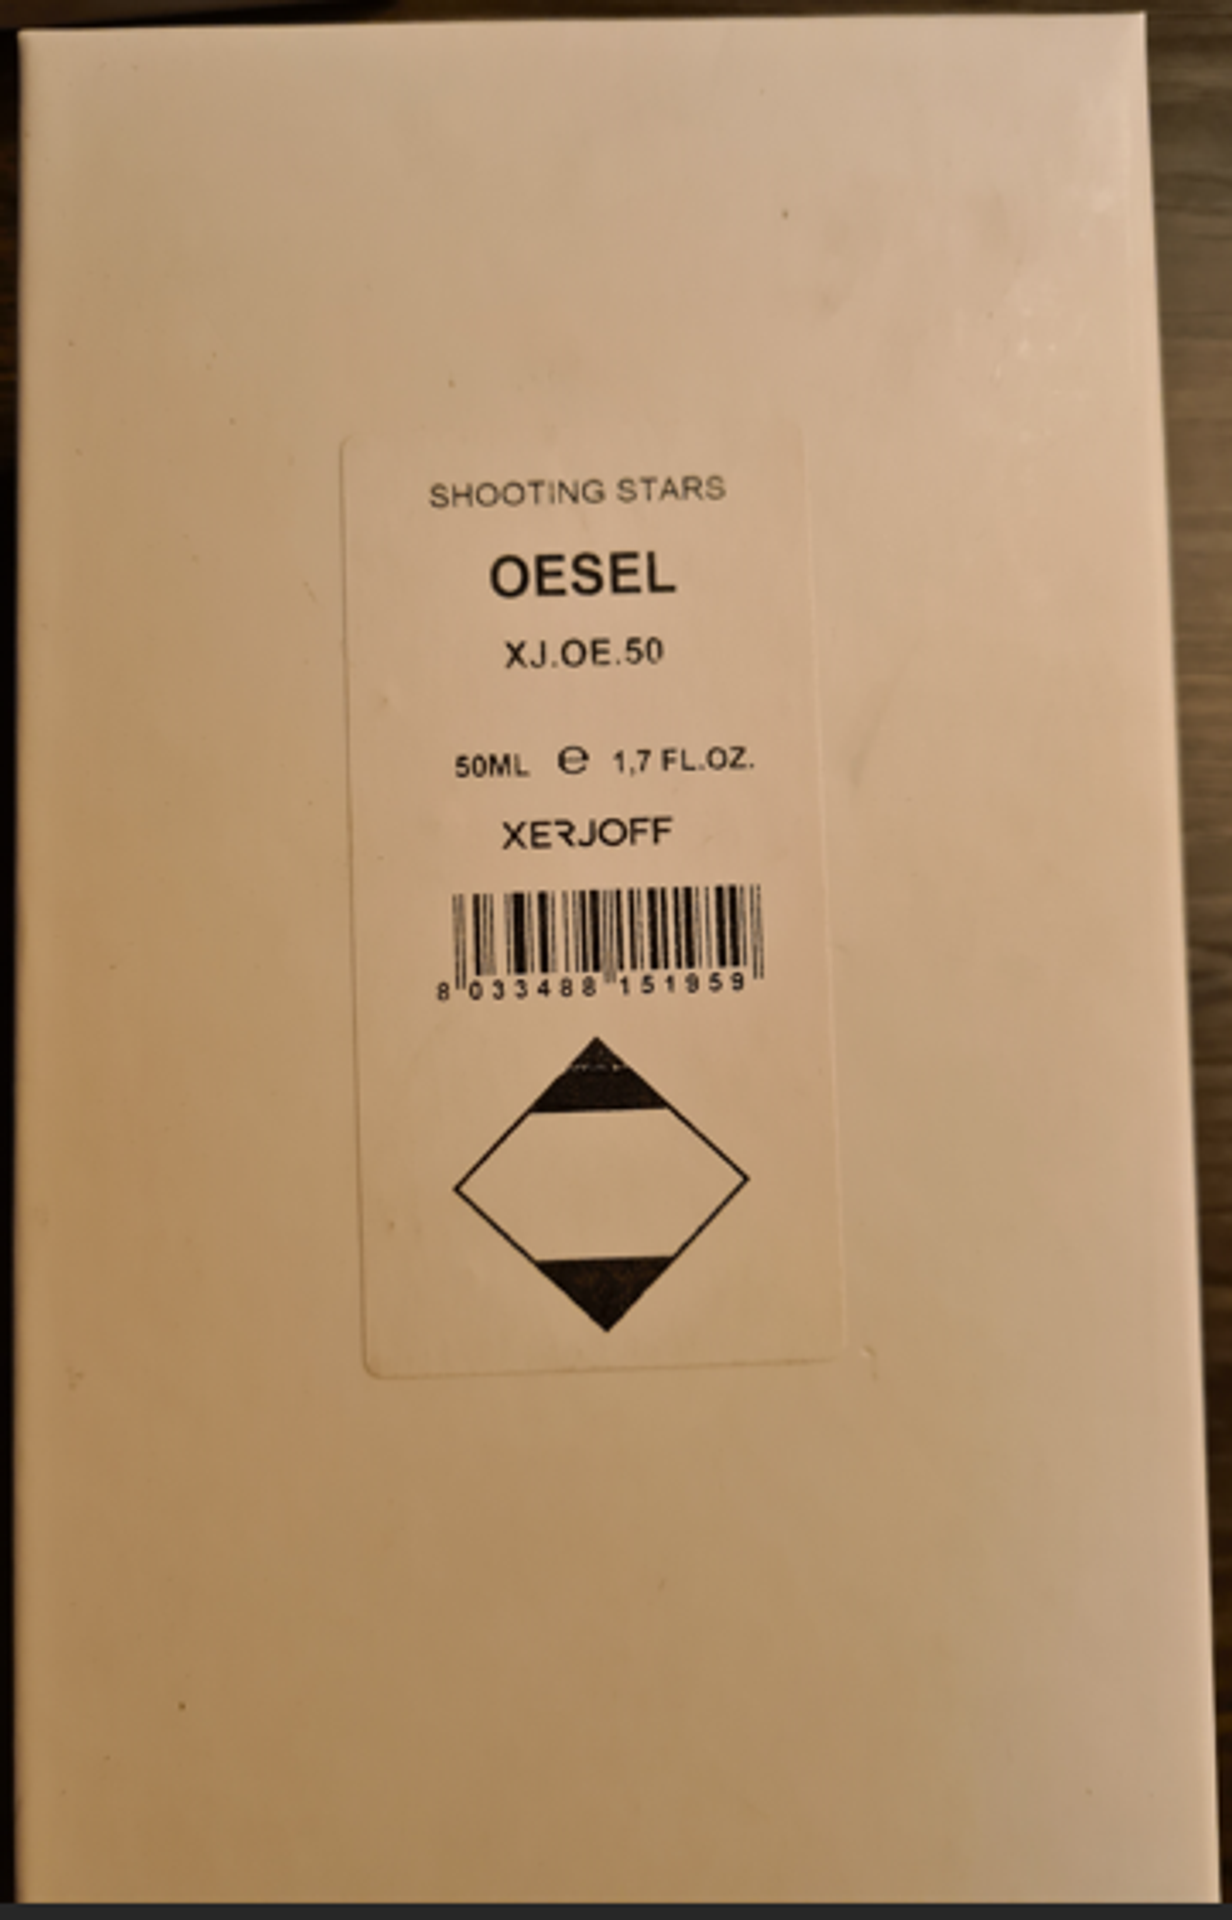 SHOOTING STARS
OESEL
XJ.OE.50
50ML ℮ 1,7 FL.OZ.
XERJOFF
8 033488 151959